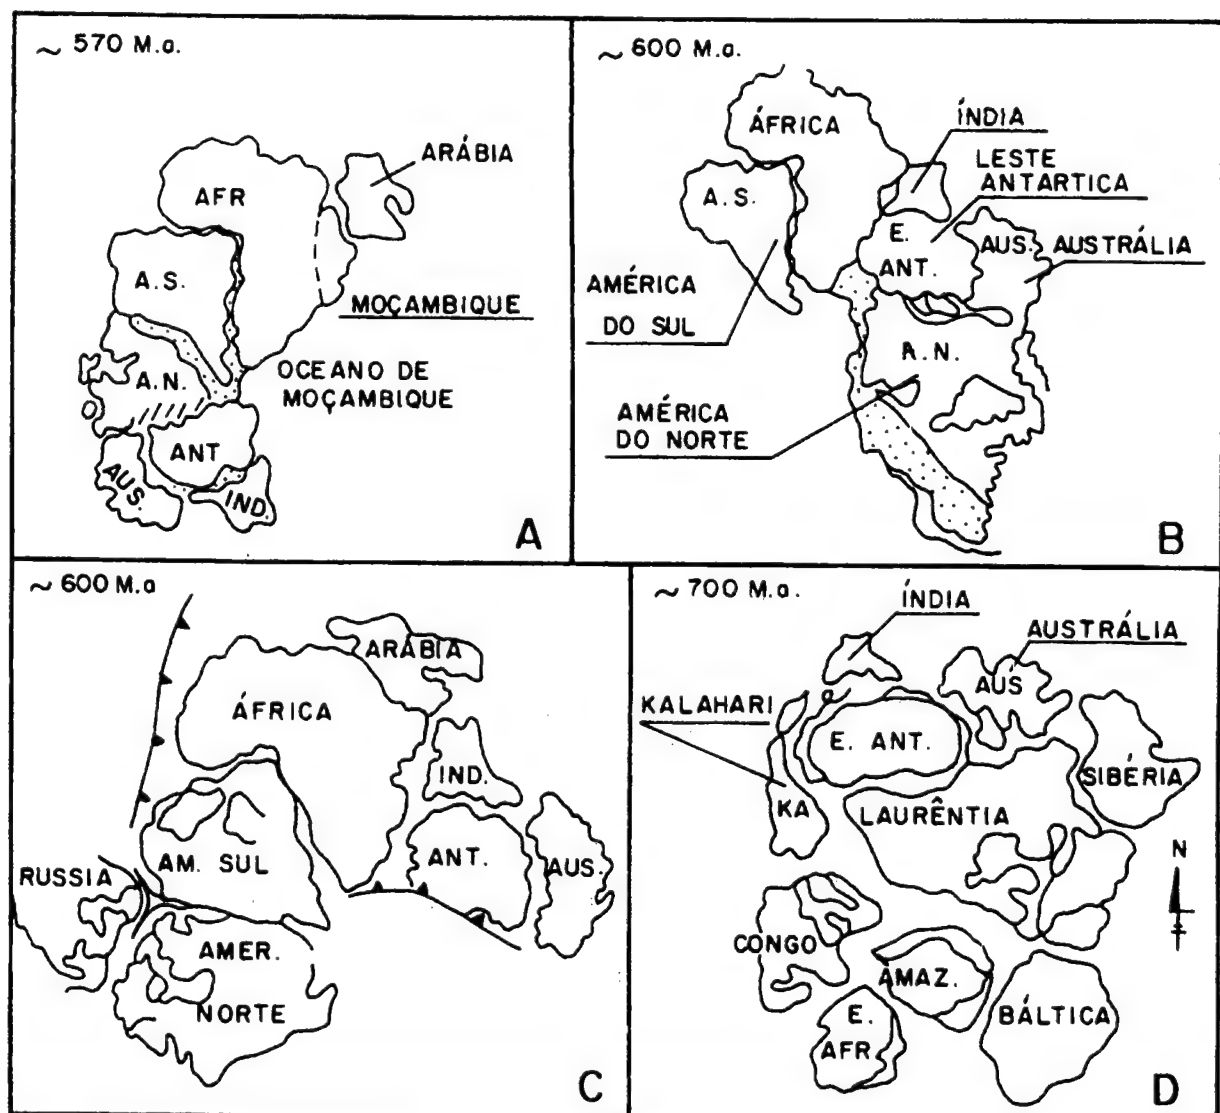 ~ 570 M.a.
ARÁBIA
AFR
A.S.
MOÇAMBIQUE
A.N.
OCEANO DE
MOÇAMBIQUE
ANT
AUS.
IND.
A
~ 600 M.a.
ÁFRICA
ÍNDIA
LESTE
ANTARTICA
A.S.
E.
ANT.
AUS.
AUSTRÁLIA
AMÉRICA
DO SUL
A.N.
AMÉRICA
DO NORTE
B
~ 600 M.a
ARÁBIA
ÁFRICA
IND.
AM. SUL
ANT.
AUS.
RUSSIA
AMER.
NORTE
C
~ 700 M.a.
ÍNDIA
AUSTRÁLIA
AUS
KALAHARI
E. ANT.
SIBÉRIA
KA
LAURÊNTIA
N
CONGO
AMAZ.
BÁLTICA
E.
AFR.
D